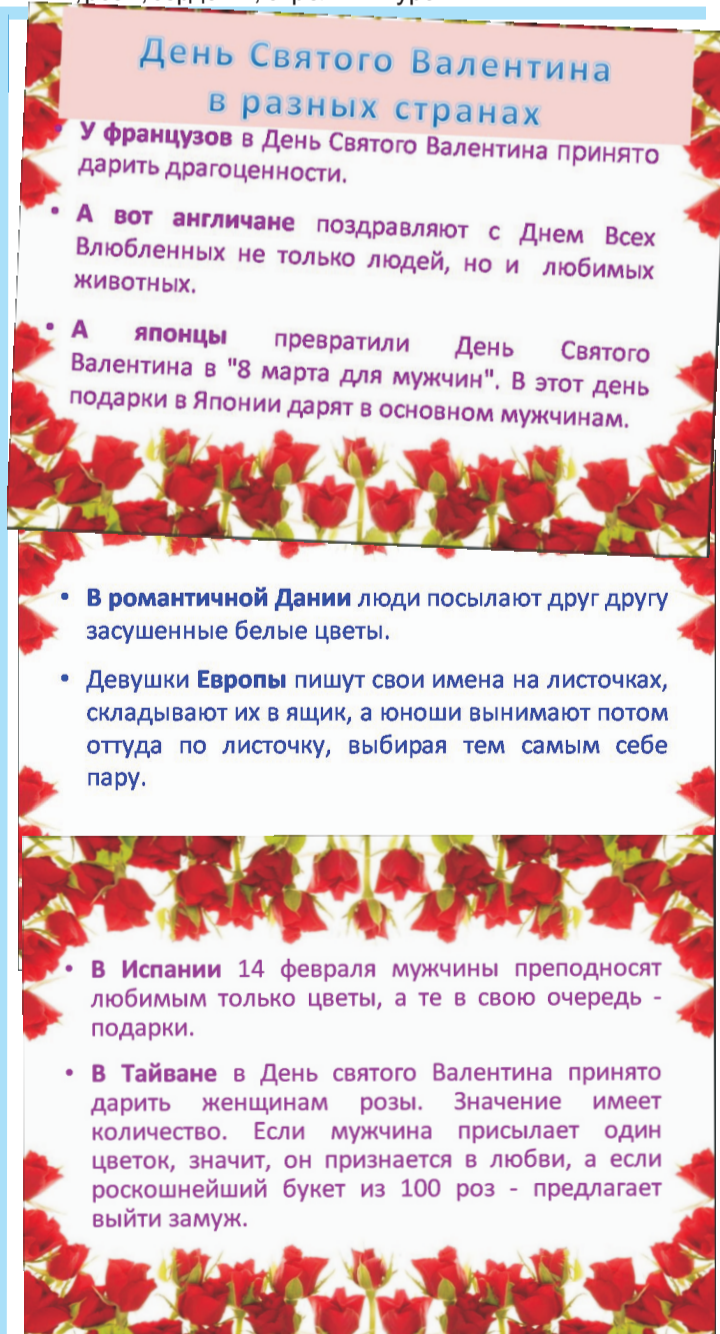 День Святого Валентина
в разных странах
• У французов в День Святого Валентина принято
дарить драгоценности.
• А вот англичане поздравляют с Днем Всех
Влюбленных не только людей, но и любимых
животных.
• А японцы превратили День Святого
Валентина в "8 марта для мужчин". В этот день
подарки в Японии дарят в основном мужчинам.
• В романтичной Дании люди посылают друг другу
засушенные белые цветы.
• Девушки Европы пишут свои имена на листочках,
складывают их в ящик, а юноши вынимают потом
оттуда по листочку, выбирая тем самым себе
пару.
• В Испании 14 февраля мужчины преподносят
любимым только цветы, а те в свою очередь -
подарки.
• В Тайване в День святого Валентина принято
дарить женщинам розы. Значение имеет
количество. Если мужчина присылает один
цветок, значит, он признается в любви, а если
роскошнейший букет из 100 роз - предлагает
выйти замуж.